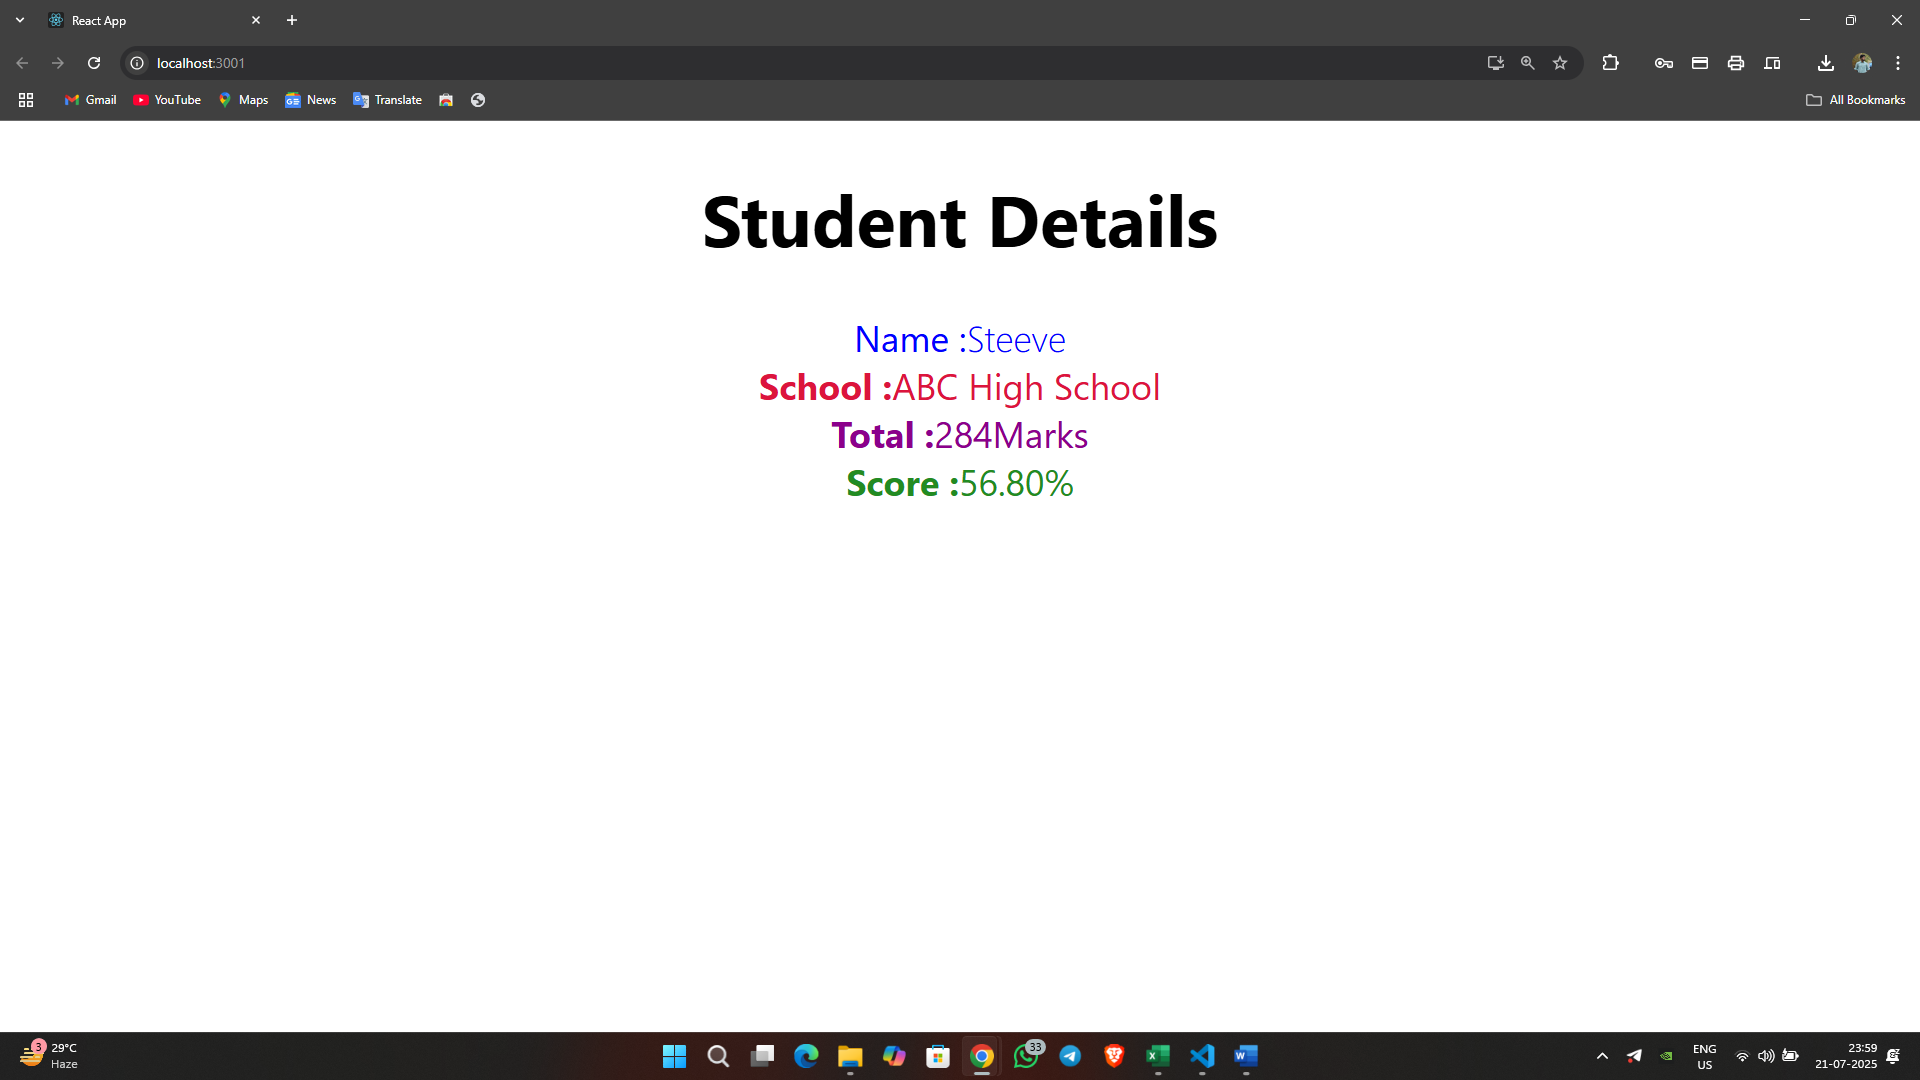 React App
localhost:3001
Gmail
YouTube
Maps
News
Translate
All Bookmarks
Student Details
Name :Steeve
School :ABC High School
Total :284Marks
Score :56.80%
3
29°C
Haze
33
ENG
US
23:59
21-07-2025